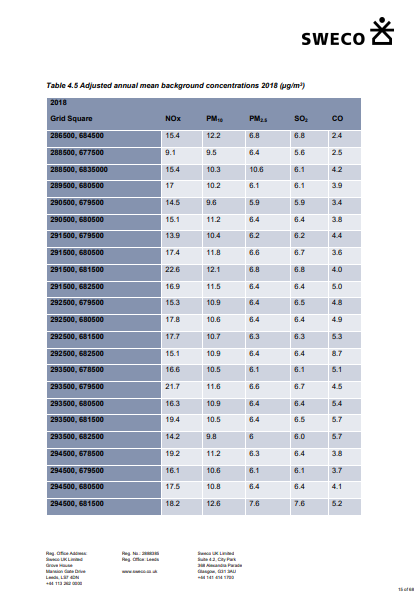 SWECO
Table 4.5 Adjusted annual mean background concentrations 2018 (µg/m³)
2018
Grid Square NOx PM₁₀ PM₂.₅ SO₂ CO
286500, 684500 15.4 12.2 6.8 6.8 2.4
288500, 677500 9.1 9.5 6.4 5.6 2.5
288500, 6835000 15.4 10.3 10.6 6.1 4.2
289500, 680500 17 10.2 6.1 6.1 3.9
290500, 679500 14.5 9.6 5.9 5.9 3.4
290500, 680500 15.1 11.2 6.4 6.4 3.8
291500, 679500 13.9 10.4 6.2 6.2 4.4
291500, 680500 17.4 11.8 6.6 6.7 3.6
291500, 681500 22.6 12.1 6.8 6.8 4.0
291500, 682500 16.9 11.5 6.4 6.4 5.0
292500, 679500 15.3 10.9 6.4 6.5 4.8
292500, 680500 17.8 10.6 6.4 6.4 4.9
292500, 681500 17.7 10.7 6.3 6.3 5.3
292500, 682500 15.1 10.9 6.4 6.4 8.7
293500, 678500 16.6 10.5 6.1 6.1 5.1
293500, 679500 21.7 11.6 6.6 6.7 4.5
293500, 680500 16.3 10.9 6.4 6.4 5.4
293500, 681500 19.4 10.5 6.4 6.5 5.7
293500, 682500 14.2 9.8 6 6.0 5.7
294500, 678500 19.2 11.2 6.3 6.4 3.8
294500, 679500 16.1 10.6 6.1 6.1 3.7
294500, 680500 17.5 10.8 6.4 6.4 4.1
294500, 681500 18.2 12.6 7.6 7.6 5.2
Reg. Office Address:
Sweco UK Limited
Grove House
Mansion Gate Drive
Leeds, LS7 4DN
+44 113 262 0000
Reg. No.: 2888385
Reg. Office: Leeds
www.sweco.co.uk
Sweco UK Limited
Suite 4.2, City Park
368 Alexandra Parade
Glasgow, G31 3AU
+44 141 414 1700
15 of 68